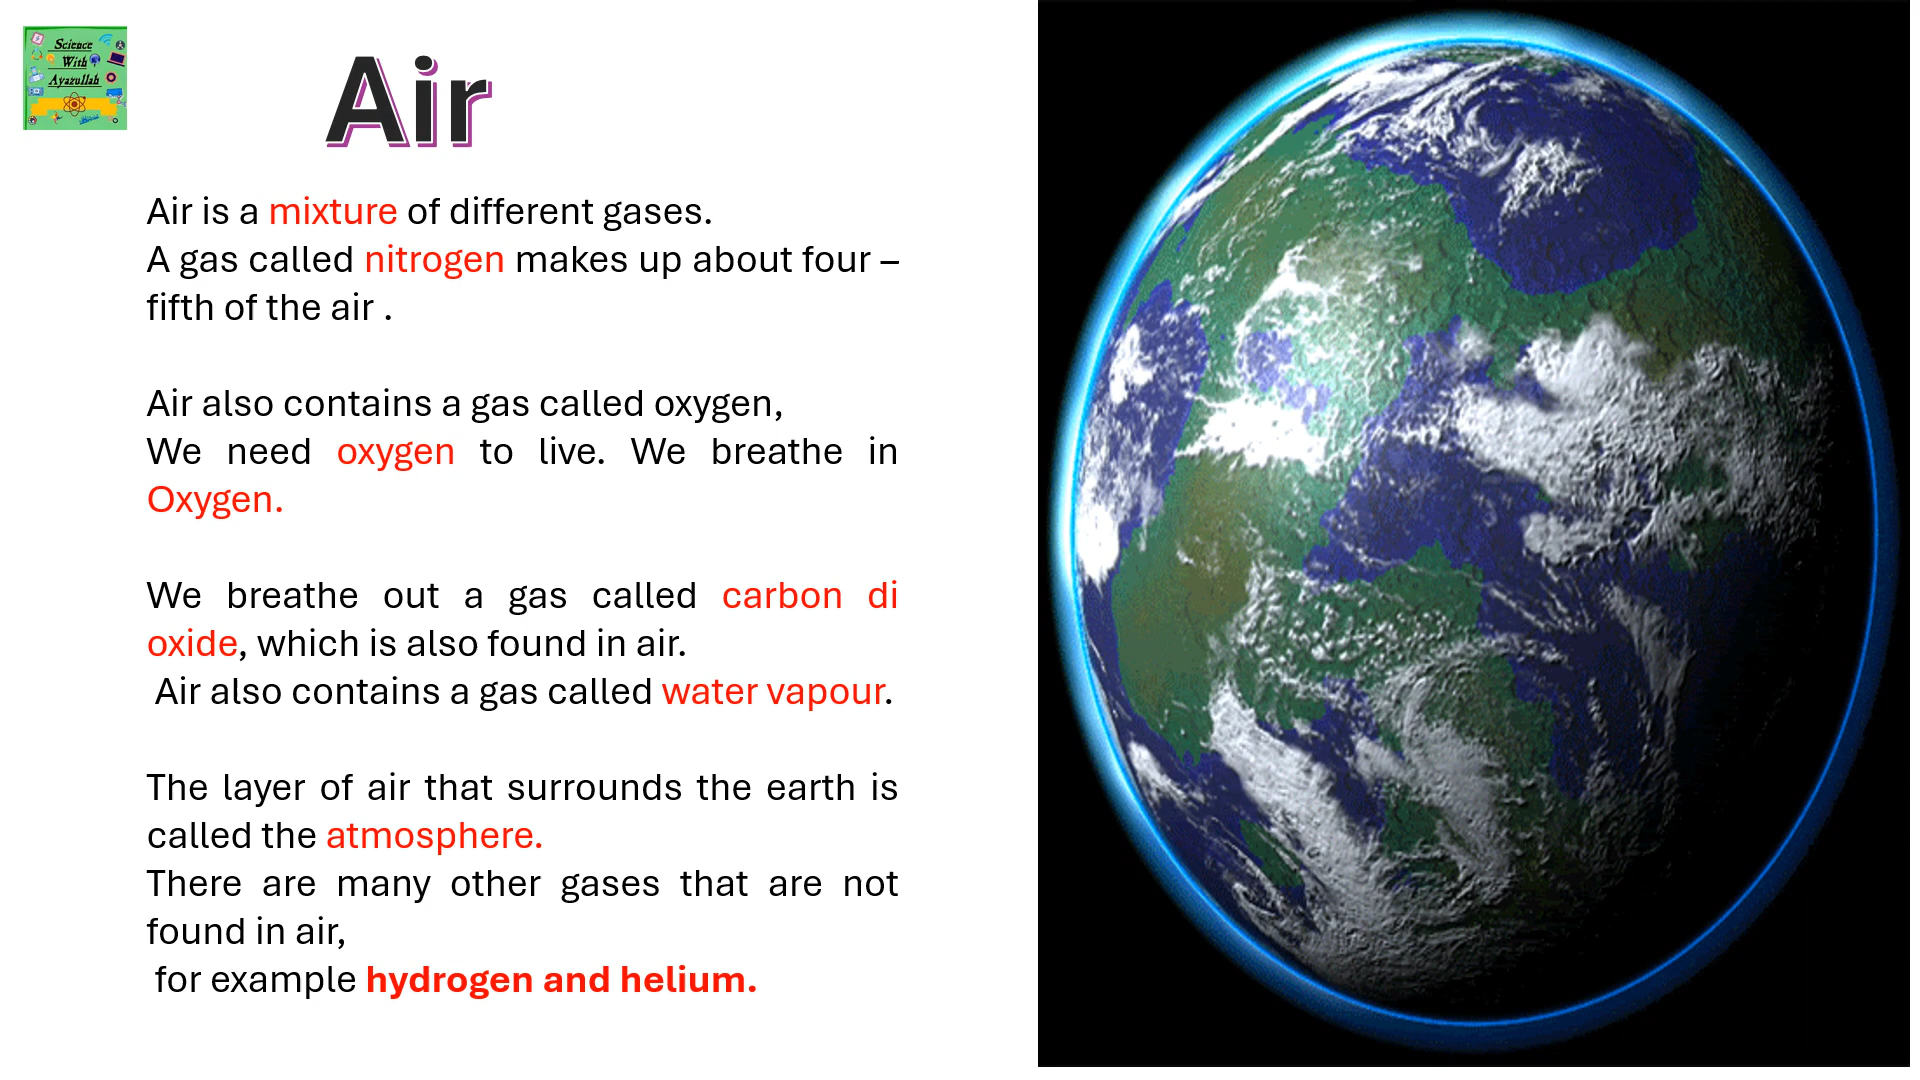 Science
With
Ayazullah
Air
Air is a mixture of different gases.
A gas called nitrogen makes up about four –
fifth of the air .
Air also contains a gas called oxygen,
We need oxygen to live. We breathe in
Oxygen.
We breathe out a gas called carbon di
oxide, which is also found in air.
Air also contains a gas called water vapour.
The layer of air that surrounds the earth is
called the atmosphere.
There are many other gases that are not
found in air,
for example hydrogen and helium.